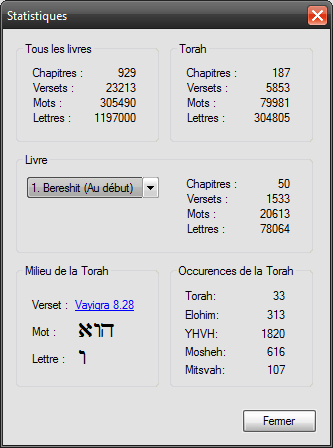 Statistiques
Tous les livres
Chapitres : 929
Versets : 23213
Mots : 305490
Lettres : 1197000
Torah
Chapitres : 187
Versets : 5853
Mots : 79981
Lettres : 304805
Livre
1. Bereshit (Au début)
Chapitres : 50
Versets : 1533
Mots : 20613
Lettres : 78064
Milieu de la Torah
Verset : Vayiqra 8.28
Mot : הוא
Lettre : ו
Occurences de la Torah
Torah: 33
Elohim: 313
YHVH: 1820
Mosheh: 616
Mitsvah: 107
Fermer